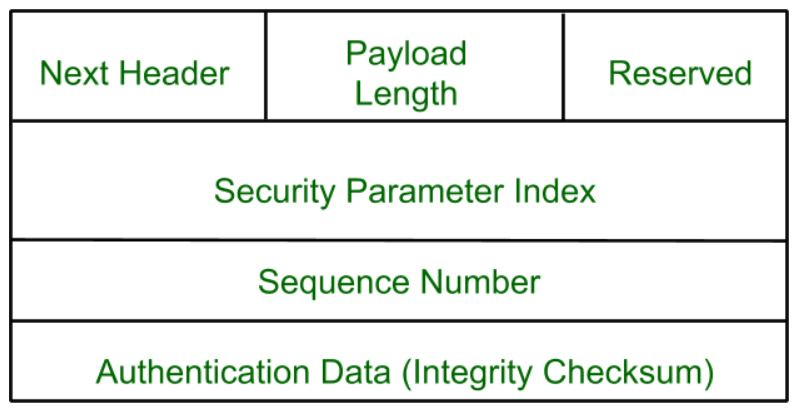 Next Header
Payload
Length
Reserved
Security Parameter Index
Sequence Number
Authentication Data (Integrity Checksum)